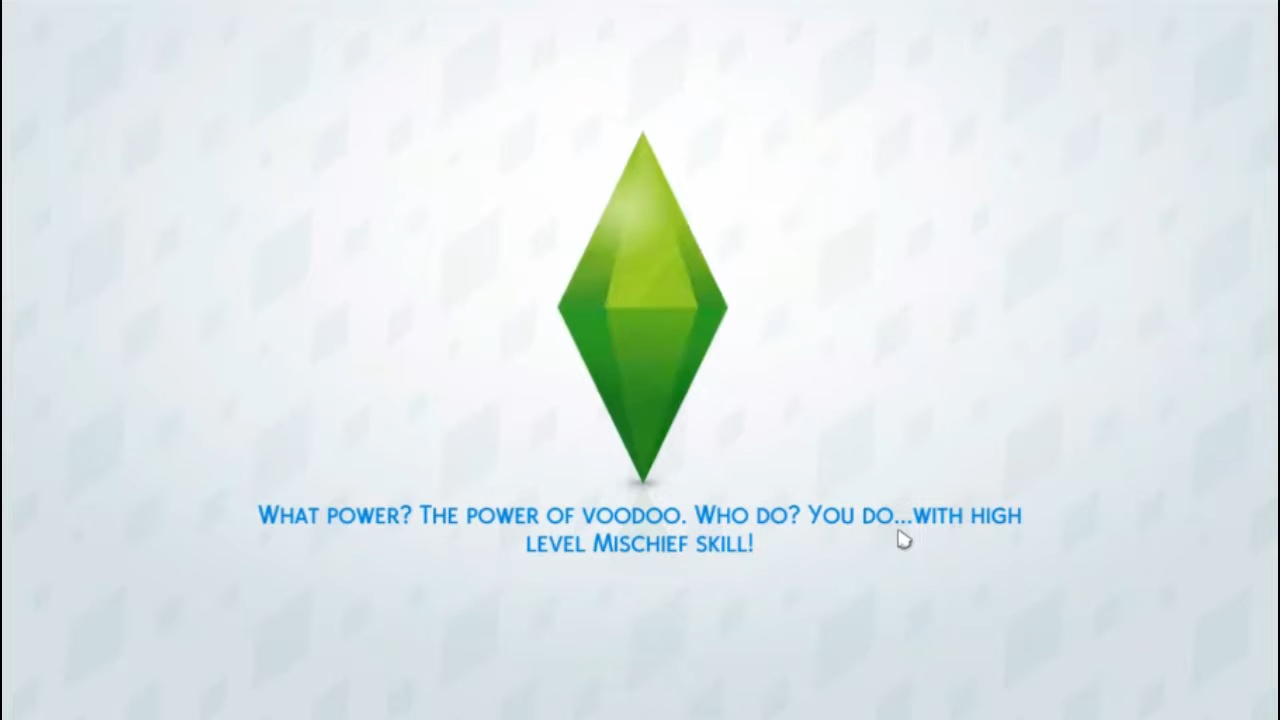 What power? The power of voodoo. Who do? You do...with high
level Mischief skill!